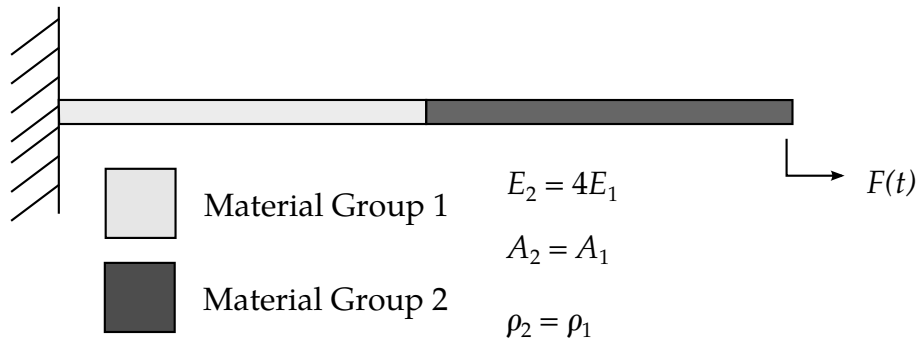 F(t)
Material Group 1
E₂ = 4E₁
A₂ = A₁
Material Group 2
ρ₂ = ρ₁